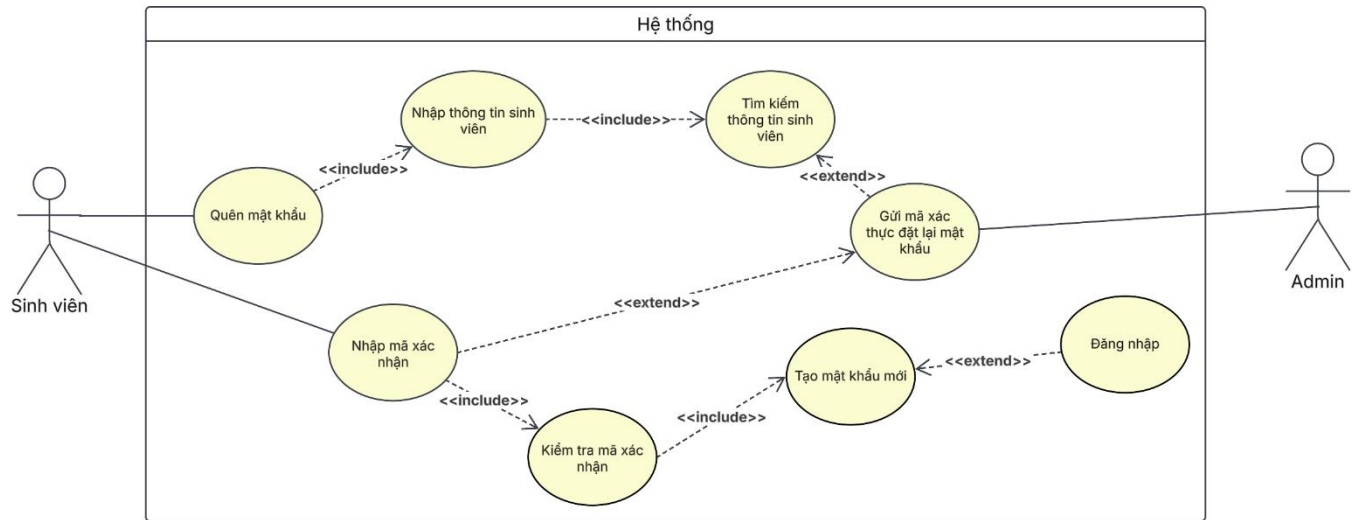 Hệ thống
Nhập thông tin sinh
viên
<<include>>
Tìm kiếm
thông tin sinh
viên
<<include>>
<<extend>>
Quên mật khẩu
Gửi mã xác
thực đặt lại mật
khẩu
Sinh viên
Admin
<<extend>>
Nhập mã xác
nhận
Đăng nhập
<<extend>>
Tạo mật khẩu mới
<<include>>
<<include>>
Kiểm tra mã xác
nhận